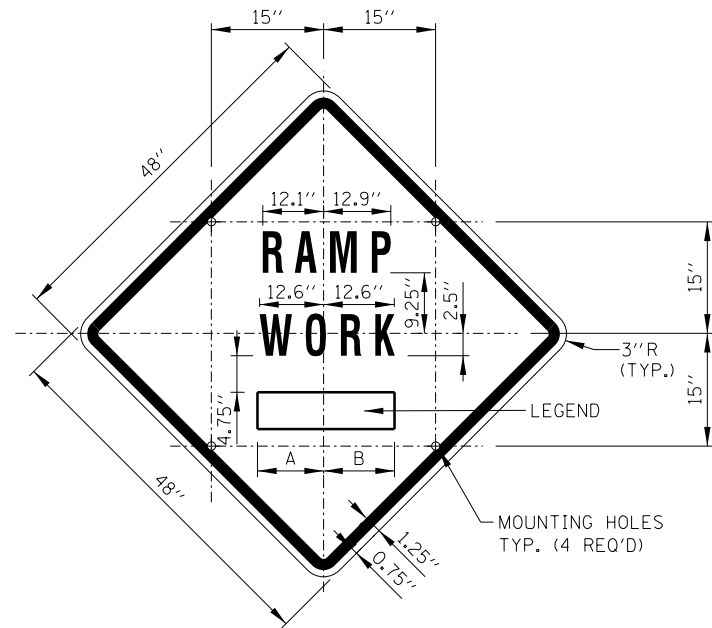 15'' 15''
48''
12.1'' 12.9''
RAMP
12.6'' 12.6''
9.25''
2.5''
15''
WORK
3''R
(TYP.)
15''
4.75''
LEGEND
A B
48''
MOUNTING HOLES
TYP. (4 REQ'D)
1.25''
0.75''